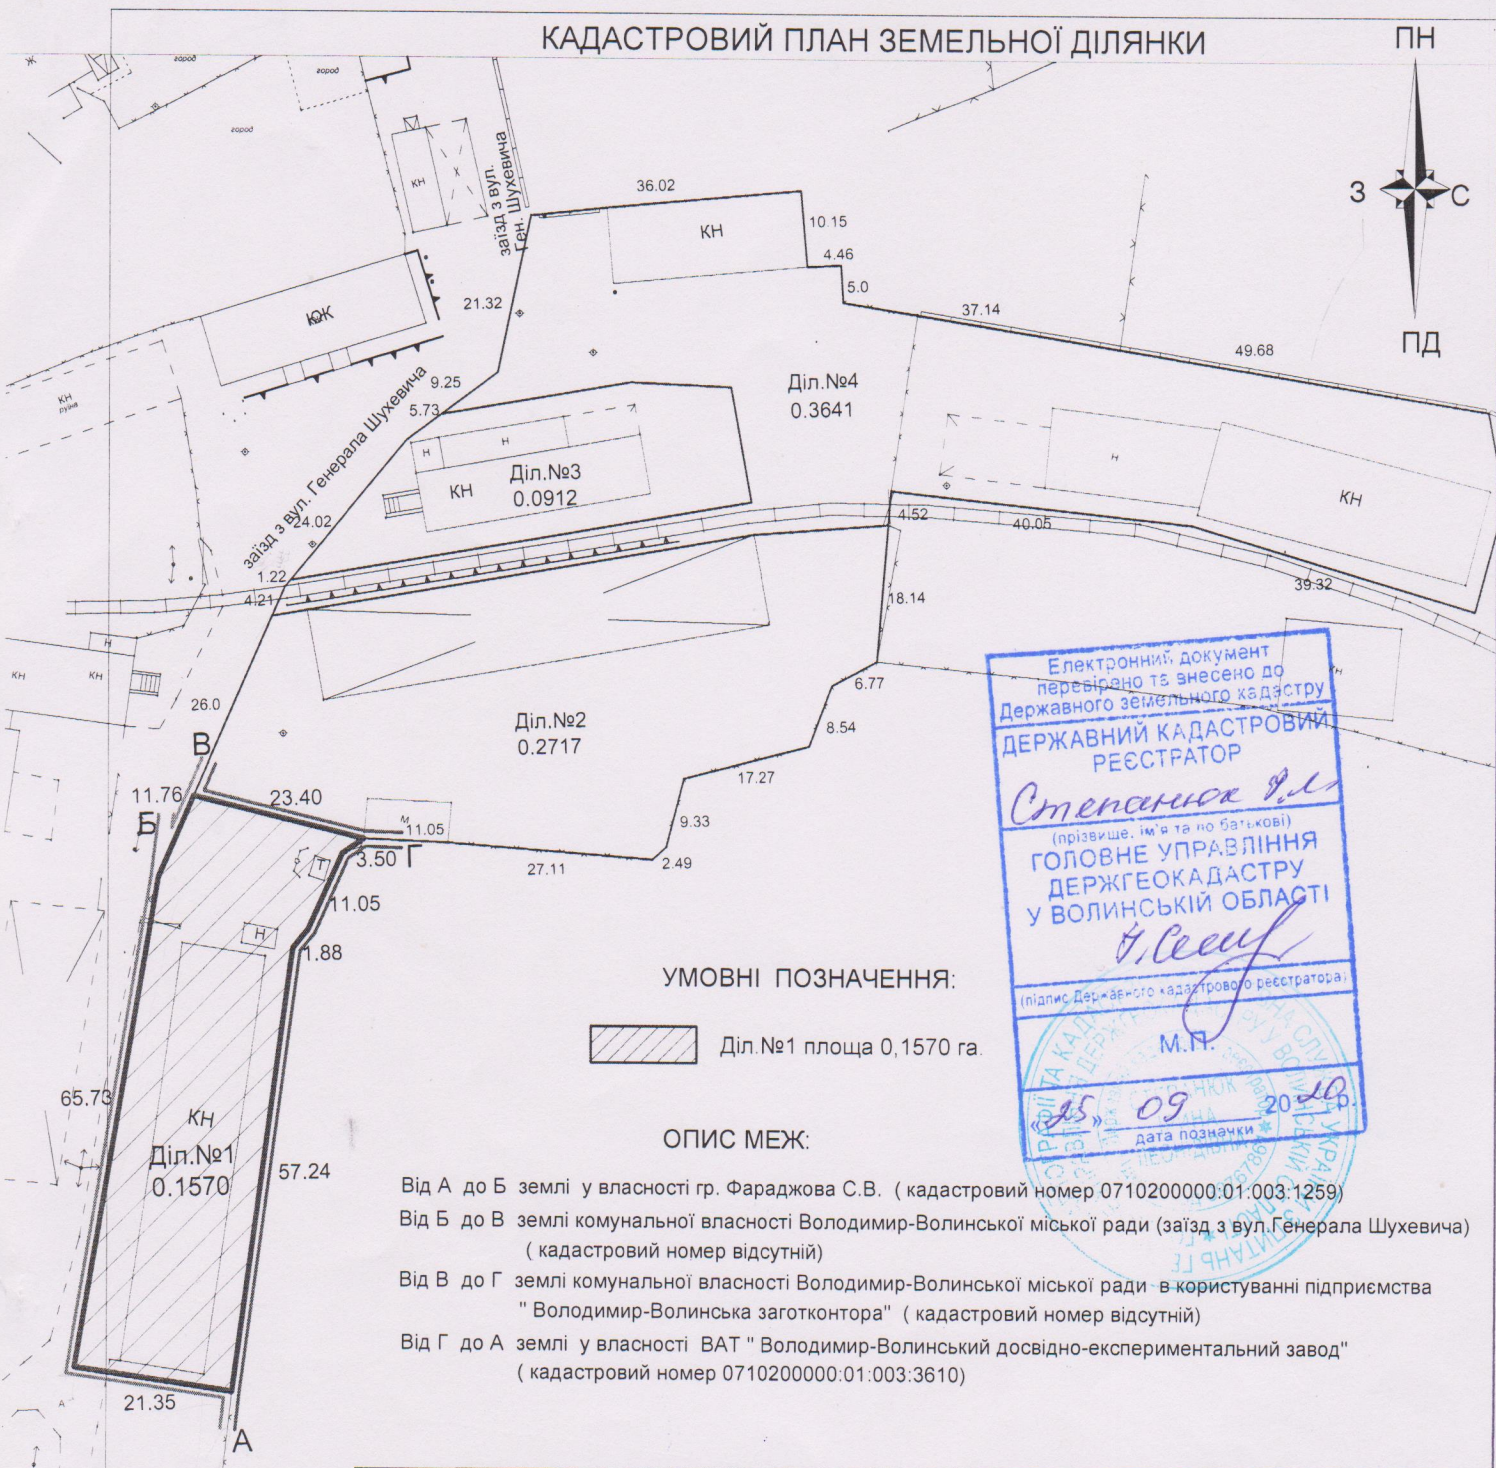 КАДАСТРОВИЙ ПЛАН ЗЕМЕЛЬНОЇ ДІЛЯНКИ
ПН
З
С
ПД
Ж
город
город
город
КН
заїзд з вул.
Ген. Шухевича
36.02
КН
10.15
4.46
5.0
37.14
49.68
21.32
ЮЖ
КН
руїна
9.25
5.73
заїзд з вул. Генерала Шухевича
24.02
Діл.№4
0.3641
н
н
КН
Діл.№3
0.0912
н
КН
4.52
40.05
39.32
1.22
4.21
18.14
н
КН
КН
26.0
Діл.№2
0.2717
6.77
8.54
17.27
9.33
2.49
27.11
В
11.76
23.40
Б
м
11.05
3.50
Г
Т
11.05
Н
1.88
65.73
КН
Діл.№1
0.1570
57.24
21.35
А
УМОВНІ ПОЗНАЧЕННЯ:
Діл.№1 площа 0,1570 га.
ОПИС МЕЖ:
Від А до Б землі у власності гр. Фараджова С.В. ( кадастровий номер 0710200000:01:003:1259)
Від Б до В землі комунальної власності Володимир-Волинської міської ради (заїзд з вул.Генерала Шухевича)
( кадастровий номер відсутній)
Від В до Г землі комунальної власності Володимир-Волинської міської ради в користуванні підприємства
" Володимир-Волинська заготконтора" ( кадастровий номер відсутній)
Від Г до А землі у власності ВАТ " Володимир-Волинський досвідно-експериментальний завод"
( кадастровий номер 0710200000:01:003:3610)
Електронний документ
перевірено та внесено до
Державного земельного кадастру
ДЕРЖАВНИЙ КАДАСТРОВИЙ
РЕЄСТРАТОР
Степанюк
(прізвище, ім'я та по батькові)
ГОЛОВНЕ УПРАВЛІННЯ
ДЕРЖГЕОКАДАСТРУ
У ВОЛИНСЬКІЙ ОБЛАСТІ
(підпис Державного кадастрового реєстратора)
М.П.
«25» 09 2020 р.
дата позначки